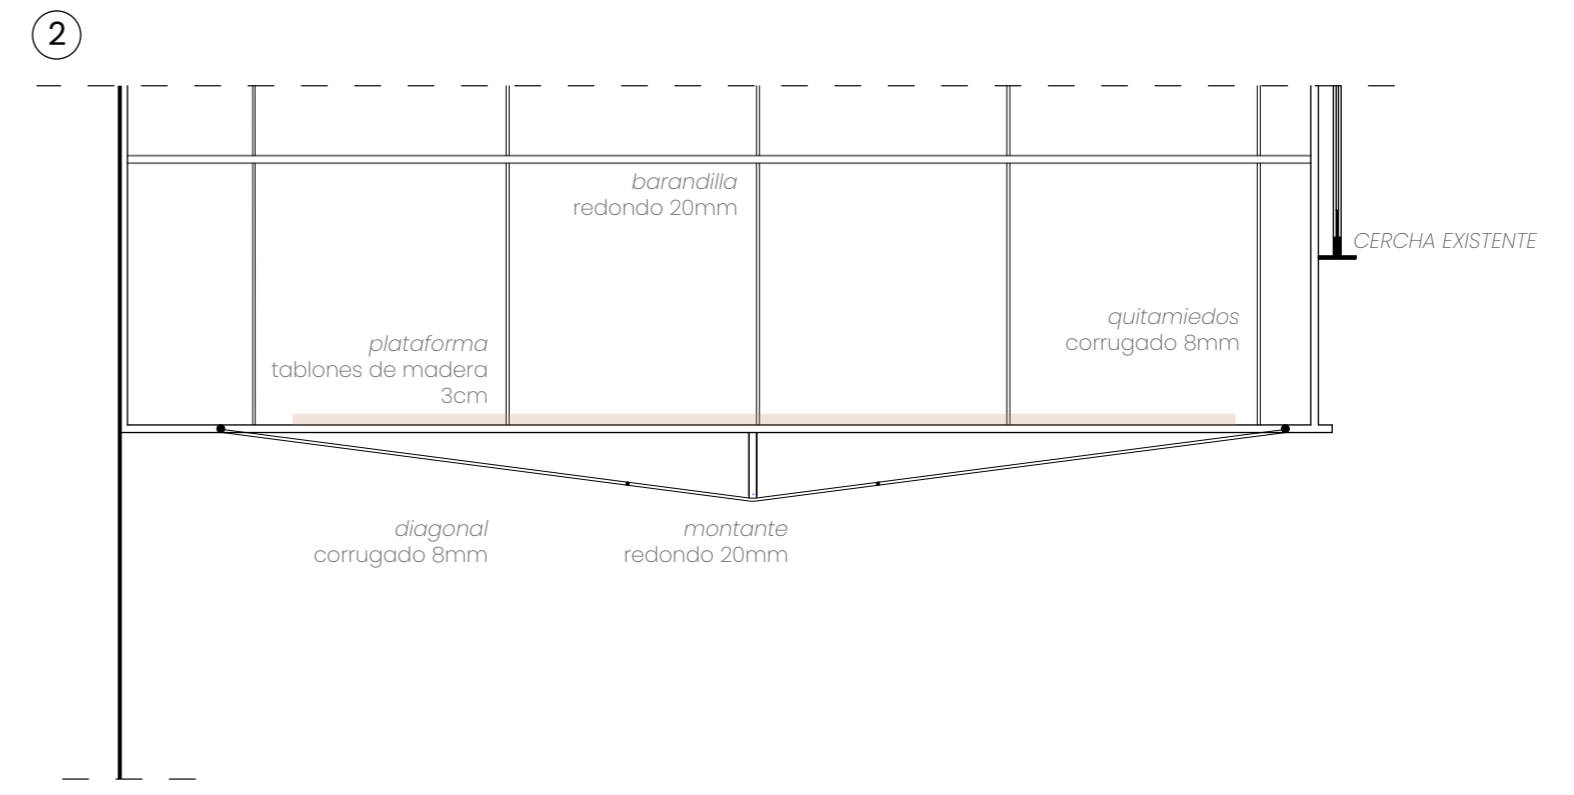 2
barandilla
redondo 20mm
CERCHA EXISTENTE
quitamiedos
corrugado 8mm
plataforma
tablones de madera
3cm
diagonal
corrugado 8mm
montante
redondo 20mm